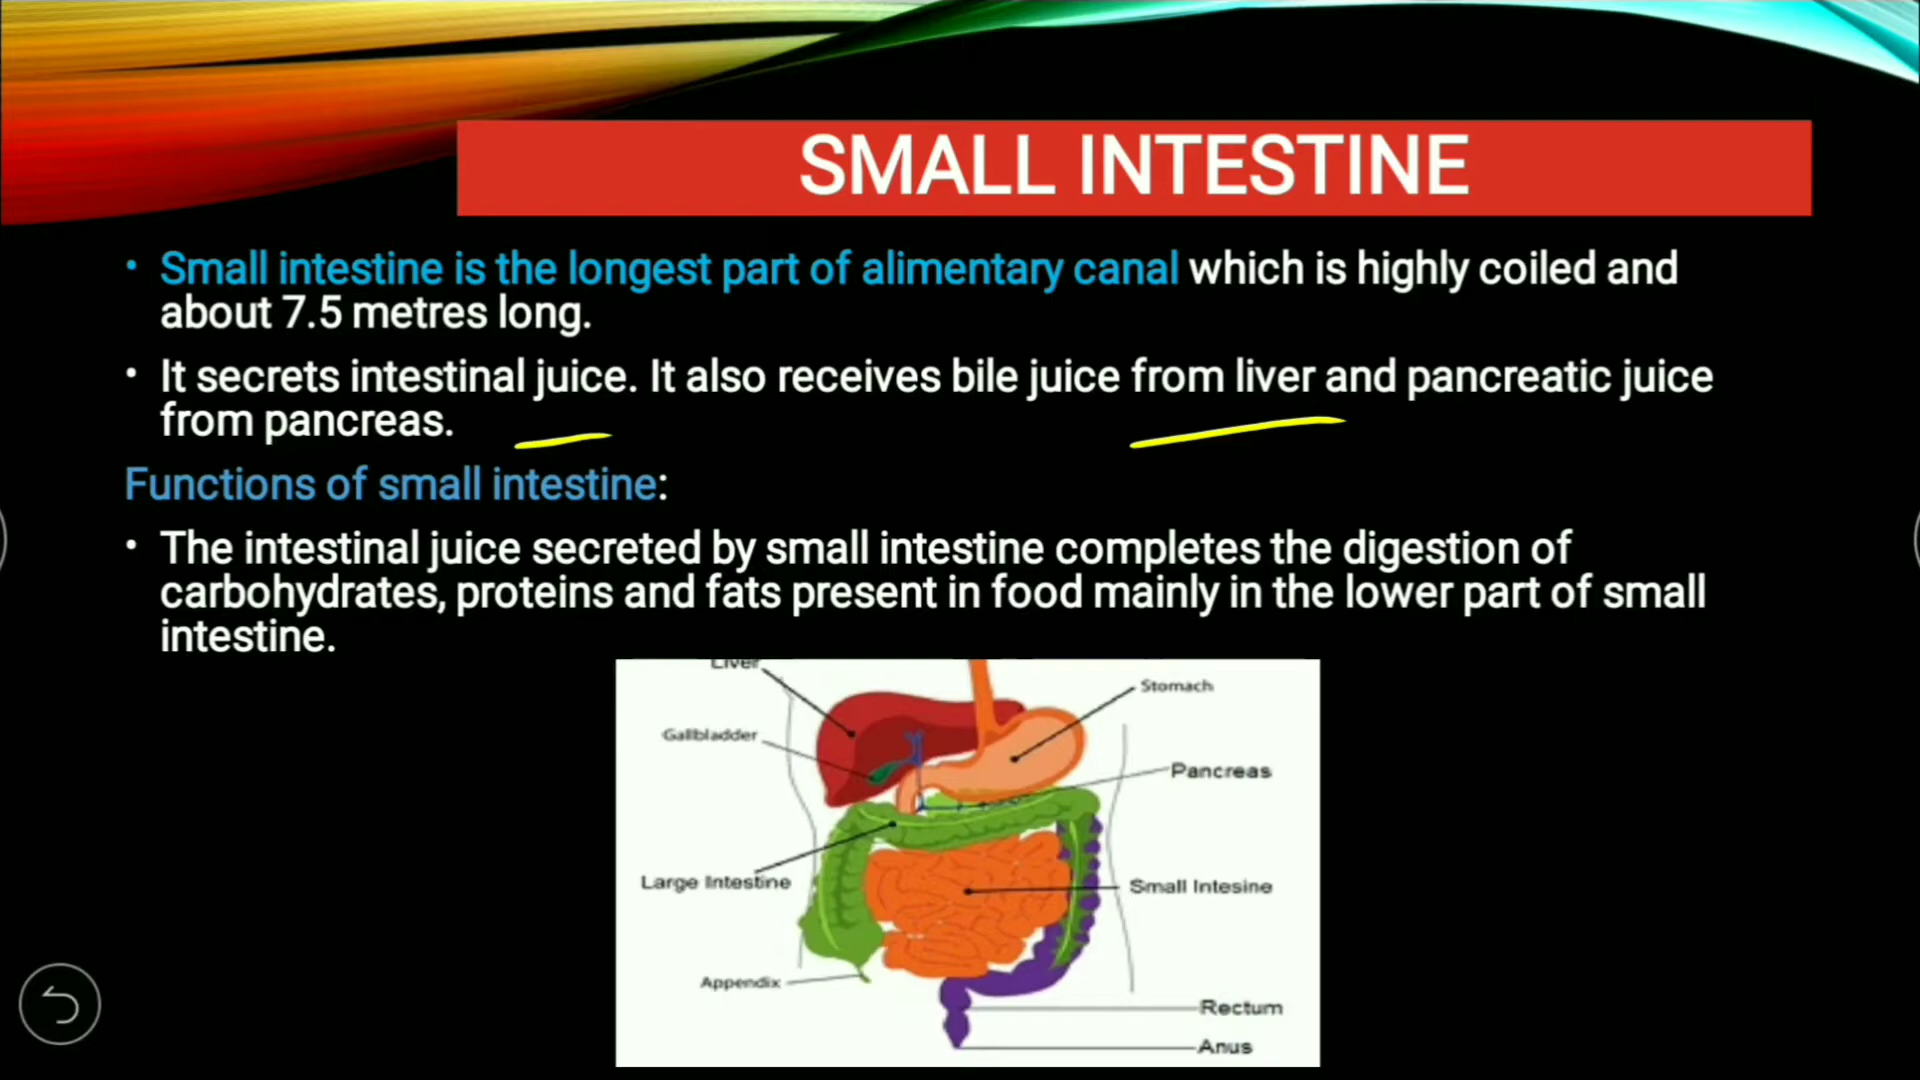 SMALL INTESTINE
• Small intestine is the longest part of alimentary canal which is highly coiled and
about 7.5 metres long.
• It secrets intestinal juice. It also receives bile juice from liver and pancreatic juice
from pancreas.
Functions of small intestine:
• The intestinal juice secreted by small intestine completes the digestion of
carbohydrates, proteins and fats present in food mainly in the lower part of small
intestine.
Liver
Stomach
Gallbladder
Pancreas
Large Intestine
Small Intesine
Appendix
Rectum
Anus